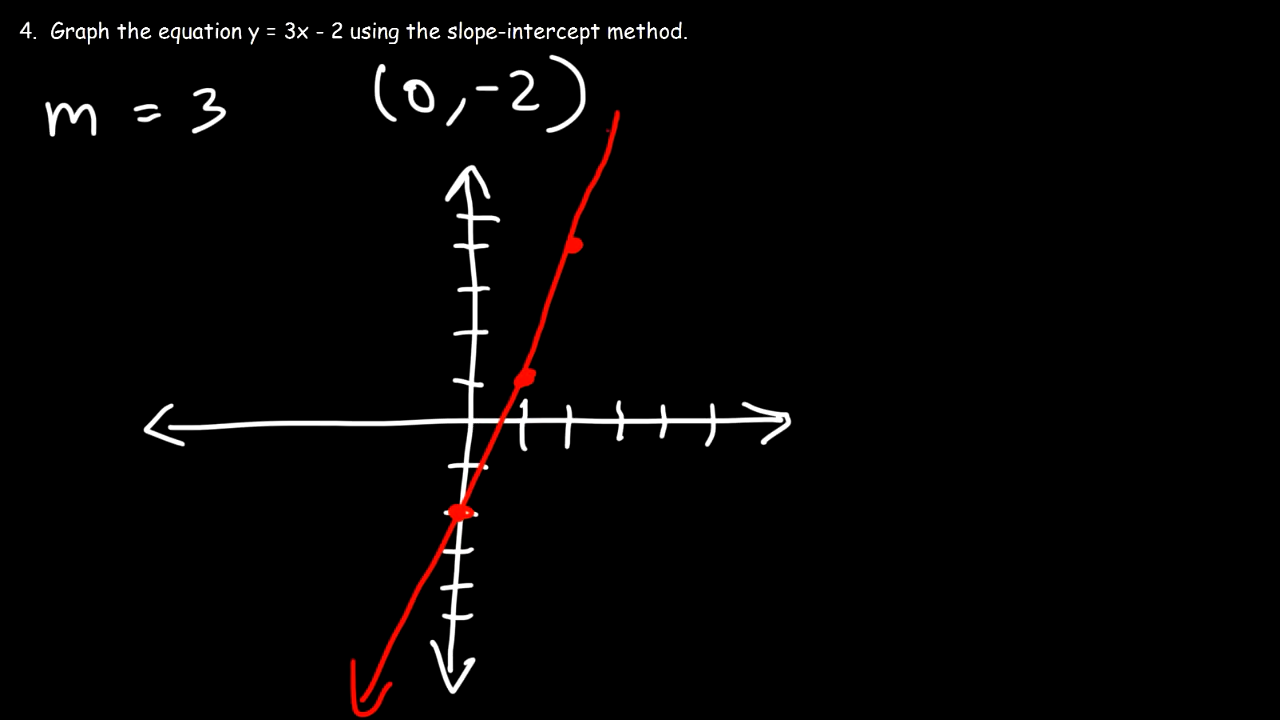 4. Graph the equation y = 3x - 2 using the slope-intercept method.
m = 3 (0,-2)